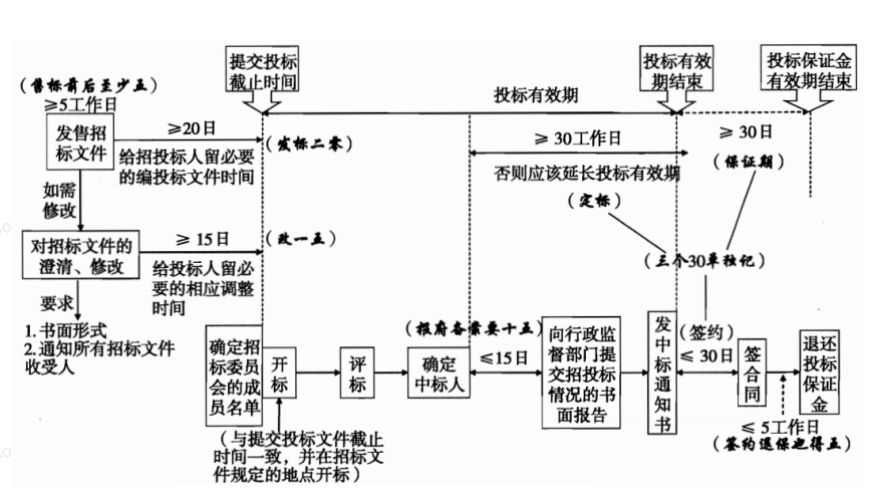 提交投标
截止时间
投标有效
期结束
投标保证金
有效期结束
(售标前后至少五)
≥5工作日
投标有效期
发售招
标文件
≥20日
给招投标人留必要
的编投标文件时间
(发标二零)
≥30工作日
否则应该延长投标有效期
(定标)
≥30日
(保证期)
如需
修改
对招标文件的
澄清、修改
≥15日
给投标人留必
要的相应调整
时间
(改一五)
(三个30单独记)
要求
1.书面形式
2.通知所有招标文件
收受人
确定招
标委员
会的成
员名单
开
标
评
标
确定
中标人
(报府备案要十五)
≤15日
向行政监
督部门提
交招投标
情况的书
面报告
发
中
标
通
知
书
(签约)
≤30日
签
合
同
退还
投标
保证
金
≤5工作日
(签约退保也得五)
(与提交投标文件截止
时间一致,并在招标文
件规定的地点开标)